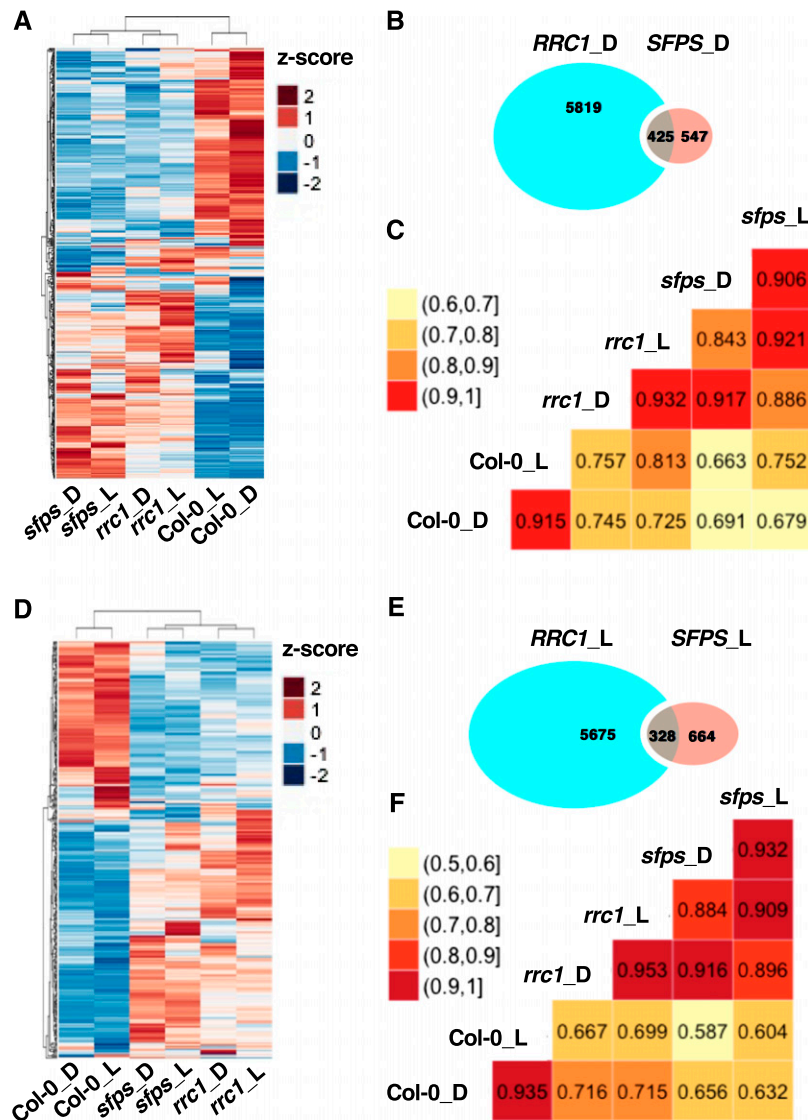 A
z-score
2
1
0
-1
-2
sfps_D
sfps_L
rrc1_D
rrc1_L
Col-0_L
Col-0_D
B
RRC1_D
SFPS_D
5819
425
547
C
(0.6,0.7]
(0.7,0.8]
(0.8,0.9]
(0.9,1]
sfps_L
sfps_D
0.906
rrc1_L
0.843
0.921
rrc1_D
0.932
0.917
0.886
Col-0_L
0.757
0.813
0.663
0.752
Col-0_D
0.915
0.745
0.725
0.691
0.679
D
z-score
2
1
0
-1
-2
Col-0_D
Col-0_L
sfps_D
sfps_L
rrc1_D
rrc1_L
E
RRC1_L
SFPS_L
5675
328
664
F
(0.5,0.6]
(0.6,0.7]
(0.7,0.8]
(0.8,0.9]
(0.9,1]
sfps_L
sfps_D
0.932
rrc1_L
0.884
0.909
rrc1_D
0.953
0.916
0.896
Col-0_L
0.667
0.699
0.587
0.604
Col-0_D
0.935
0.716
0.715
0.656
0.632